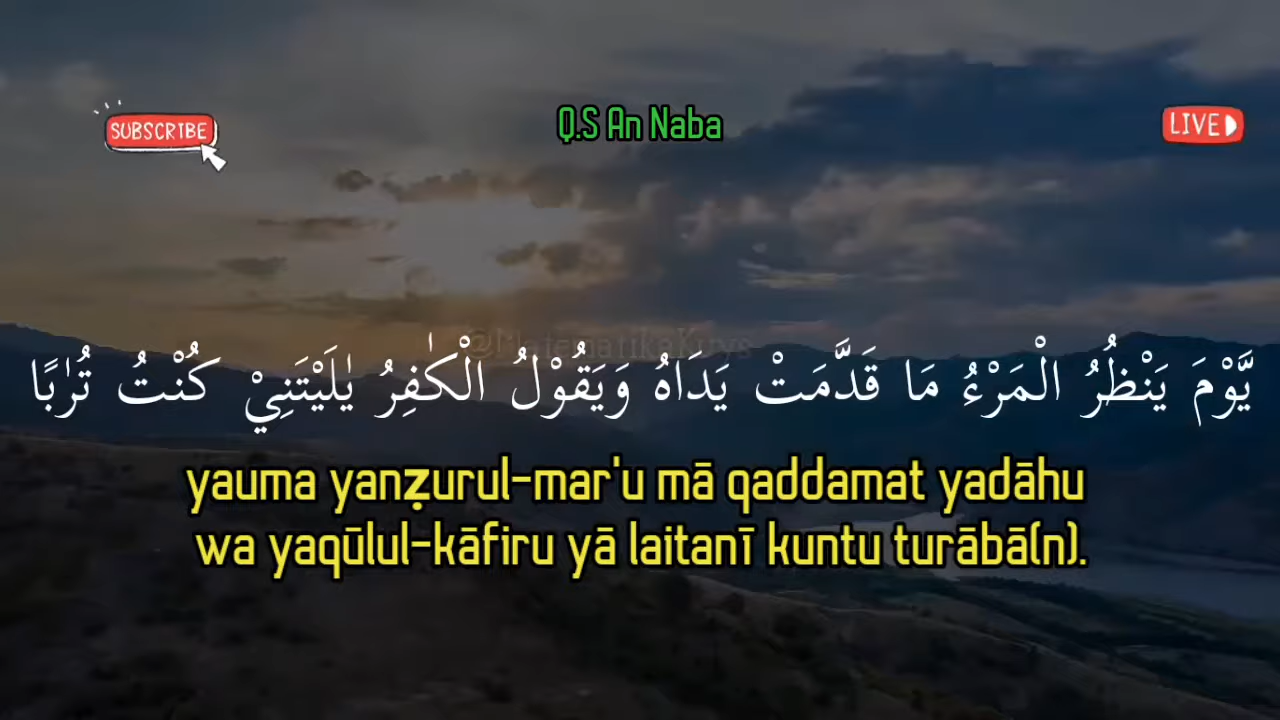 Q.S An Naba
SUBSCRIBE
LIVE
@MatematikaKuys
يَّوْمَ يَنْظُرُ الْمَرْءُ مَا قَدَّمَتْ يَدَاهُ وَيَقُوْلُ الْكٰفِرُ يٰلَيْتَنِيْ كُنْتُ تُرٰبًا
yauma yanẓurul-mar'u mā qaddamat yadāhu
wa yaqūlul-kāfiru yā laitanī kuntu turābā(n).